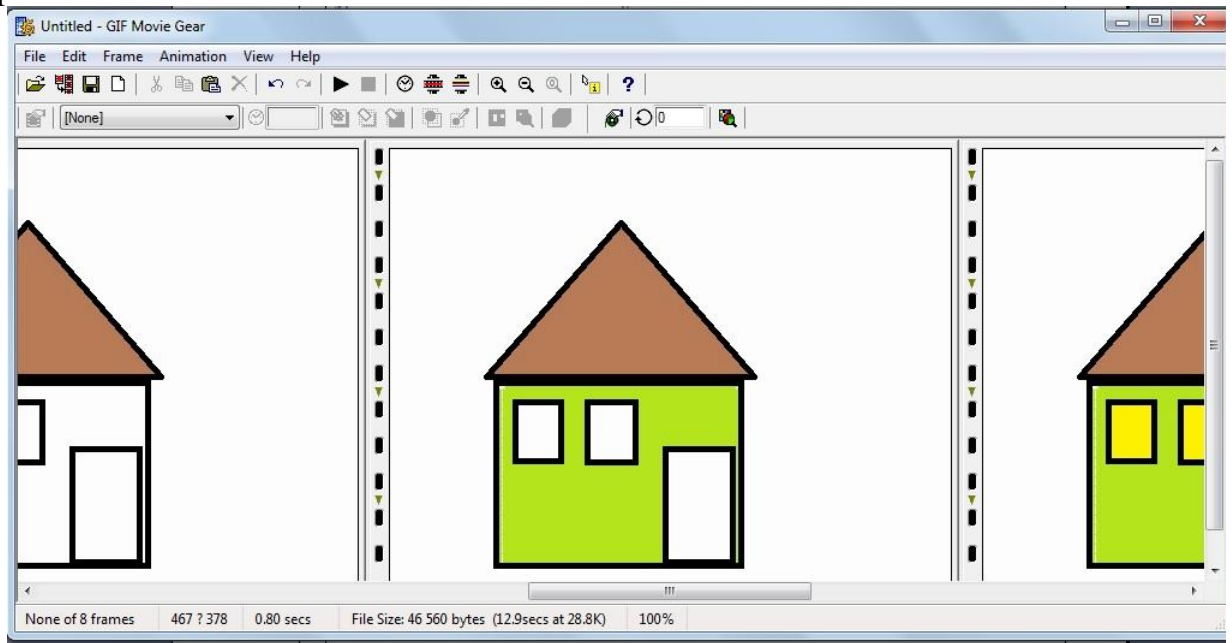 Untitled - GIF Movie Gear
File Edit Frame Animation View Help
[None] 0
None of 8 frames 467 ? 378 0.80 secs File Size: 46 560 bytes (12.9secs at 28.8K) 100%